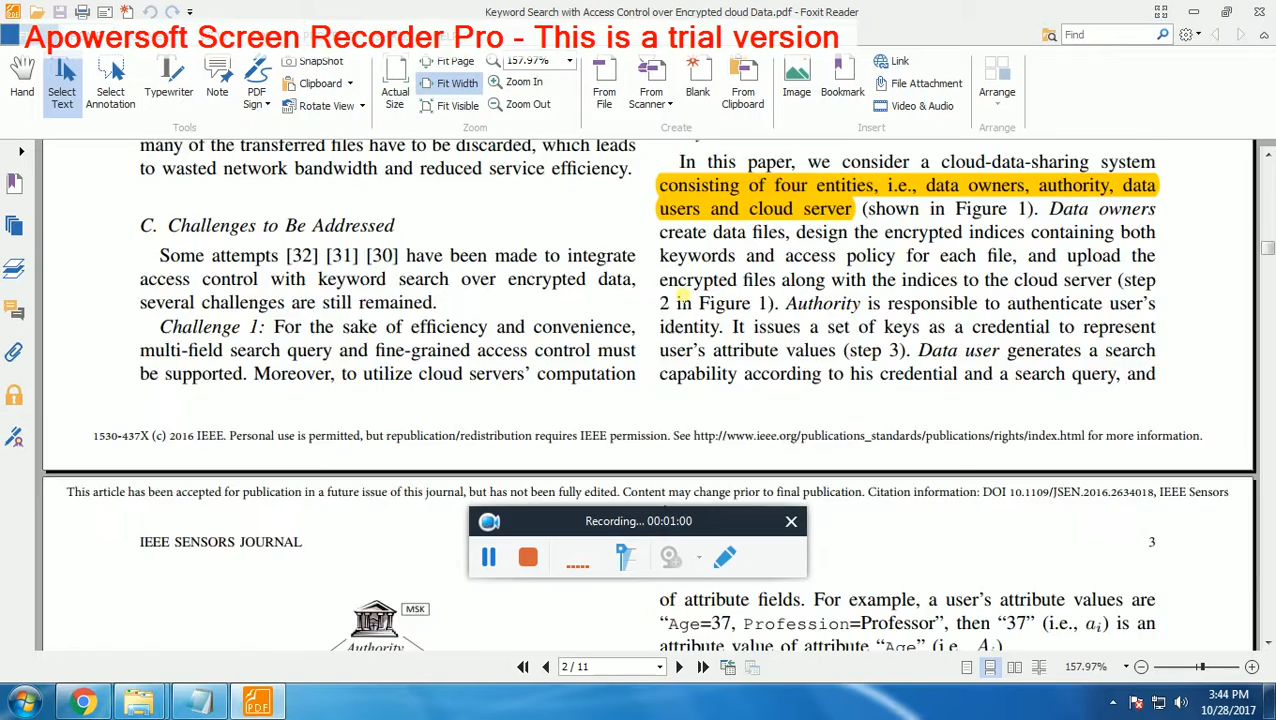 Keyword Search with Access Control over Encrypted cloud Data.pdf - Foxit Reader
Apowersoft Screen Recorder Pro - This is a trial version
Find
Hand
Select Text
Select Annotation
Typewriter
Note
PDF Sign
SnapShot
Clipboard
Rotate View
Tools
Actual Size
Fit Page
Fit Width
Fit Visible
157.97%
Zoom In
Zoom Out
Zoom
From File
From Scanner
Blank
From Clipboard
Create
Image
Bookmark
Link
File Attachment
Video & Audio
Insert
Arrange
Arrange
many of the transferred files have to be discarded, which leads
to wasted network bandwidth and reduced service efficiency.
C. Challenges to Be Addressed
Some attempts [32] [31] [30] have been made to integrate
access control with keyword search over encrypted data,
several challenges are still remained.
Challenge 1: For the sake of efficiency and convenience,
multi-field search query and fine-grained access control must
be supported. Moreover, to utilize cloud servers' computation
In this paper, we consider a cloud-data-sharing system
consisting of four entities, i.e., data owners, authority, data
users and cloud server (shown in Figure 1). Data owners
create data files, design the encrypted indices containing both
keywords and access policy for each file, and upload the
encrypted files along with the indices to the cloud server (step
2 in Figure 1). Authority is responsible to authenticate user's
identity. It issues a set of keys as a credential to represent
user's attribute values (step 3). Data user generates a search
capability according to his credential and a search query, and
1530-437X (c) 2016 IEEE. Personal use is permitted, but republication/redistribution requires IEEE permission. See http://www.ieee.org/publications_standards/publications/rights/index.html for more information.
This article has been accepted for publication in a future issue of this journal, but has not been fully edited. Content may change prior to final publication. Citation information: DOI 10.1109/JSEN.2016.2634018, IEEE Sensors
Recording... 00:01:00
IEEE SENSORS JOURNAL
3
MSK
Authority
of attribute fields. For example, a user's attribute values are
"Age=37, Profession=Professor", then "37" (i.e., ai) is an
attribute value of attribute "Age" (i.e. Ai)
2 / 11
157.97%
PDF
3:44 PM
10/28/2017